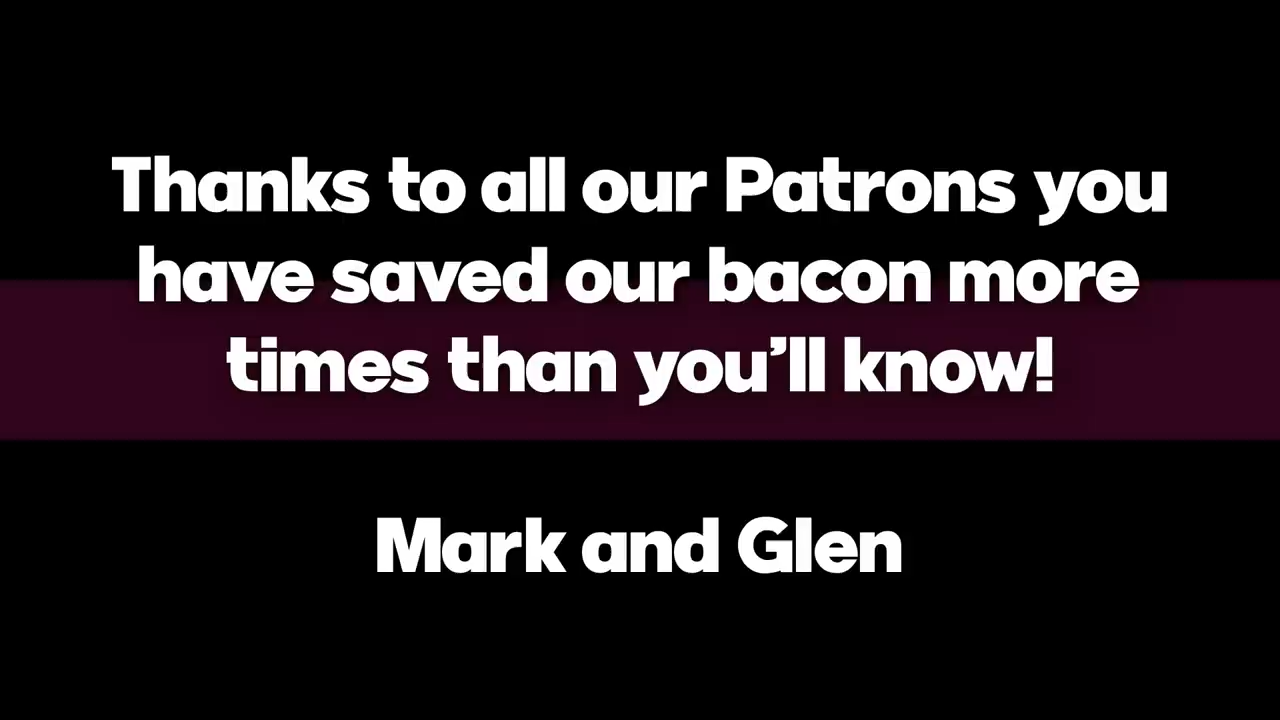 Thanks to all our Patrons you
have saved our bacon more
times than you’ll know!
Mark and Glen